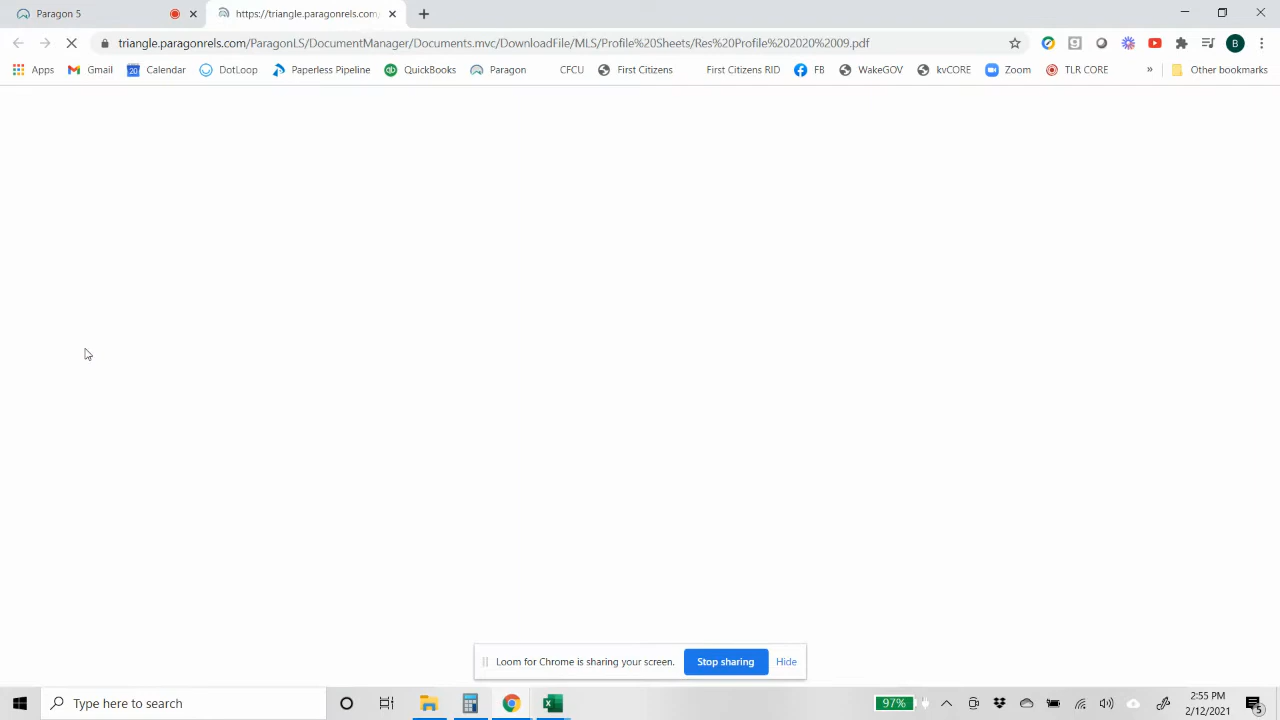 Paragon 5
https://triangle.paragonrels.com
triangle.paragonrels.com/ParagonLS/DocumentManager/Documents.mvc/DownloadFile/MLS/Profile%20Sheets/Res%20Profile%202020%2009.pdf
B
Apps Gmail Calendar DotLoop Paperless Pipeline QuickBooks Paragon CFCU First Citizens First Citizens RID FB WakeGOV kvCORE Zoom TLR CORE » Other bookmarks
Loom for Chrome is sharing your screen. Stop sharing Hide
Type here to search
97%
2:55 PM
2/12/2021
5